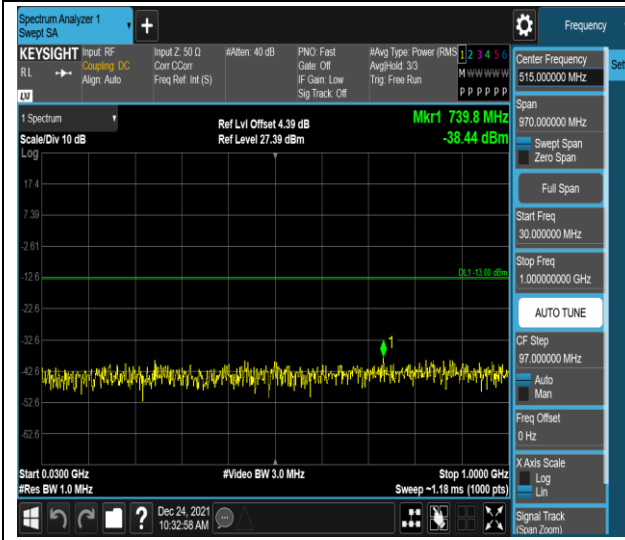 Spectrum Analyzer 1
Swept SA
Frequency
KEYSIGHT
RL
LXI
Input: RF
Coupling: DC
Align: Auto
Input Z: 50 Ω
Corr CCorr
Freq Ref: Int (S)
#Atten: 40 dB
PNO: Fast
Gate: Off
IF Gain: Low
Sig Track: Off
#Avg Type: Power (RMS
Avg|Hold: 3/3
Trig: Free Run
1 2 3 4 5 6
M W W W W W
P P P P P P
1 Spectrum
Scale/Div 10 dB
Log
Ref Lvl Offset 4.39 dB
Ref Level 27.39 dBm
Mkr1 739.8 MHz
-38.44 dBm
17.4
7.39
-2.61
-12.6
-22.6
-32.6
-42.6
-52.6
-62.6
DL1 -13.00 dBm
1
Start 0.0300 GHz
#Res BW 1.0 MHz
#Video BW 3.0 MHz
Stop 1.0000 GHz
Sweep ~1.18 ms (1000 pts)
?
Dec 24, 2021
10:32:58 AM
Center Frequency
515.000000 MHz
Set
Span
970.000000 MHz
Swept Span
Zero Span
Full Span
Start Freq
30.000000 MHz
Stop Freq
1.000000000 GHz
AUTO TUNE
CF Step
97.000000 MHz
Auto
Man
Freq Offset
0 Hz
X Axis Scale
Log
Lin
Signal Track
(Span Zoom)